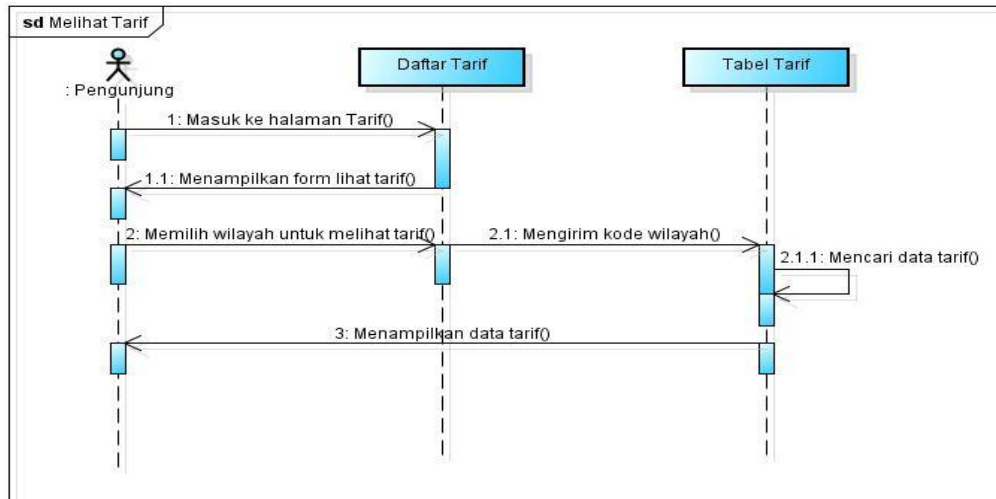 sd Melihat Tarif
: Pengunjung
Daftar Tarif
Tabel Tarif
1: Masuk ke halaman Tarif()
1.1: Menampilkan form lihat tarif()
2: Memilih wilayah untuk melihat tarif()
2.1: Mengirim kode wilayah()
2.1.1: Mencari data tarif()
3: Menampilkan data tarif()